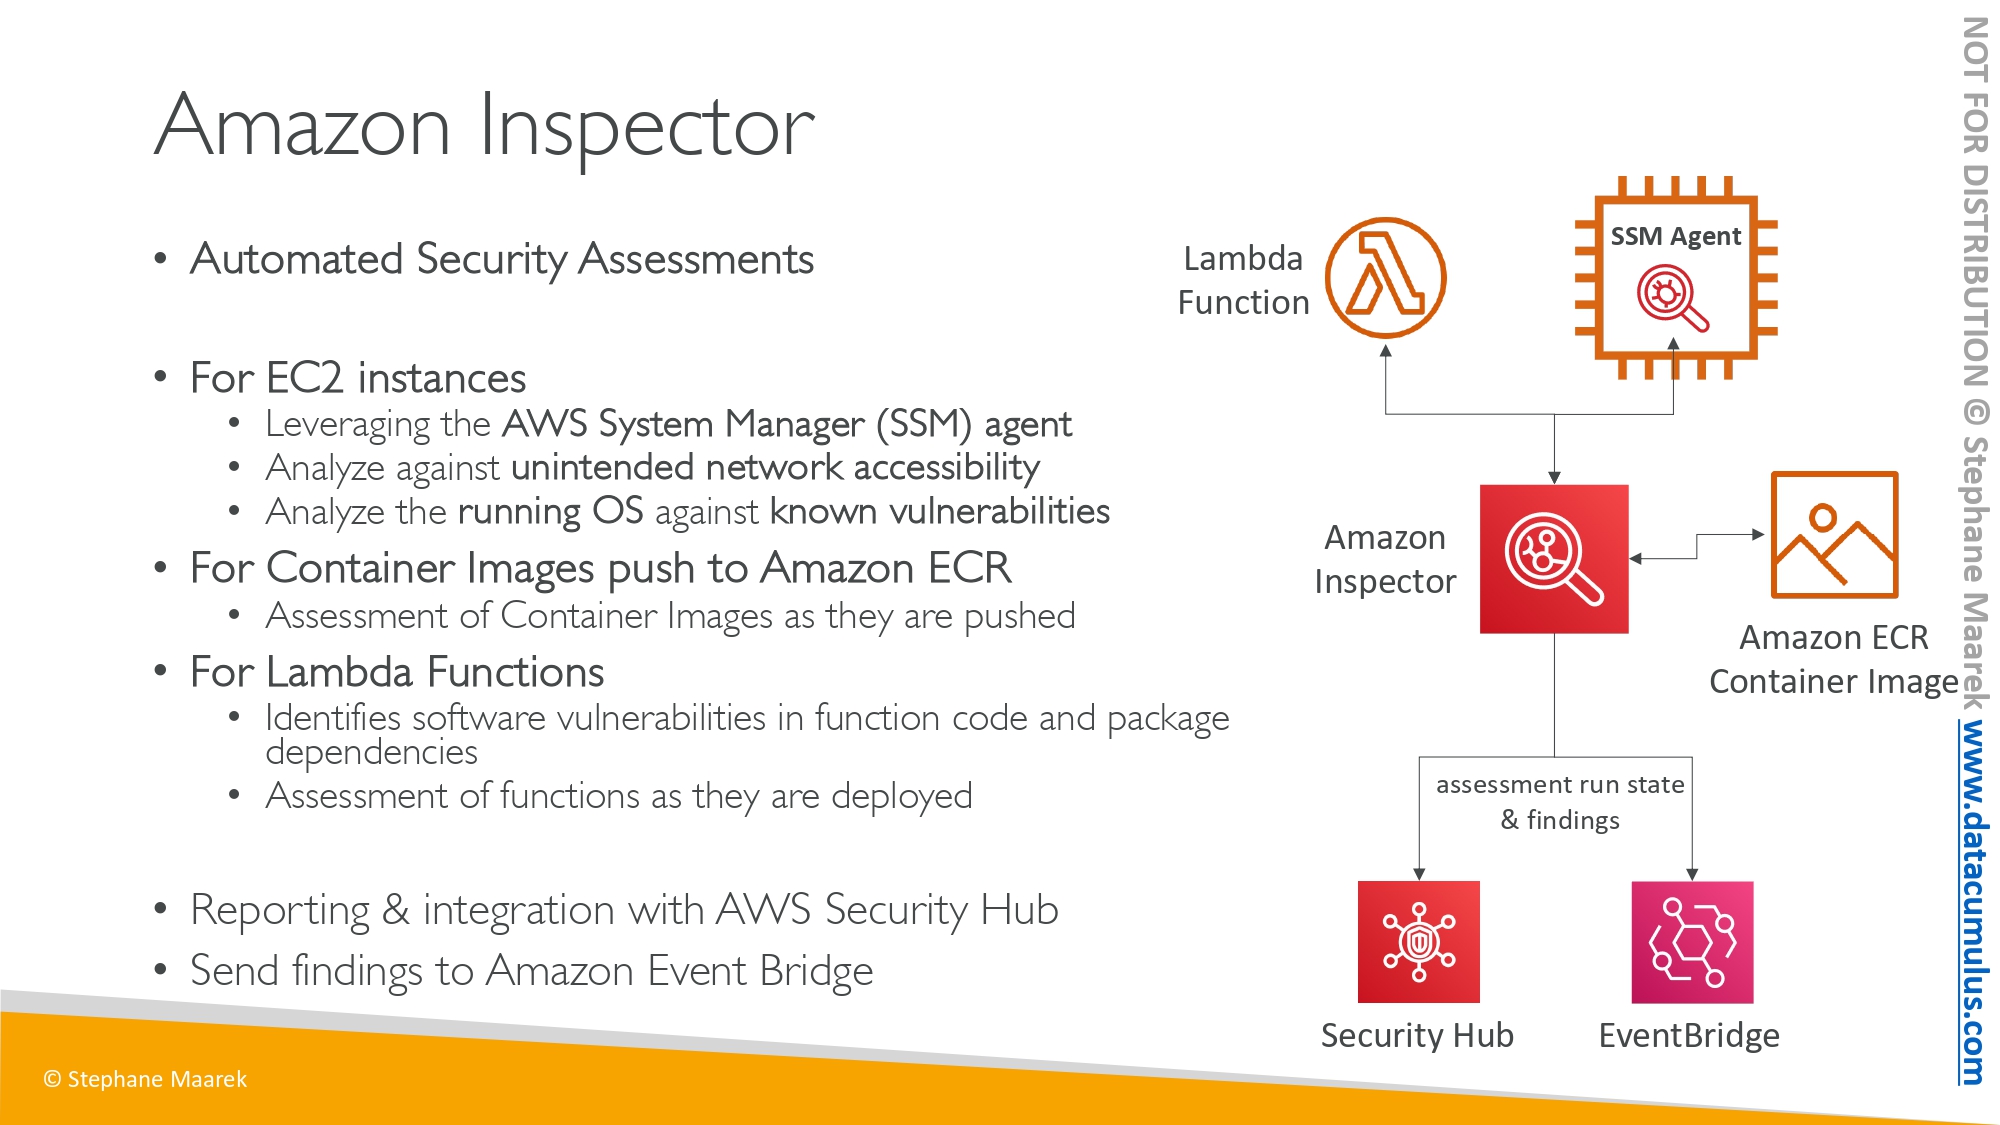 Amazon Inspector
• Automated Security Assessments
• For EC2 instances
• Leveraging the AWS System Manager (SSM) agent
• Analyze against unintended network accessibility
• Analyze the running OS against known vulnerabilities
• For Container Images push to Amazon ECR
• Assessment of Container Images as they are pushed
• For Lambda Functions
• Identifies software vulnerabilities in function code and package
dependencies
• Assessment of functions as they are deployed
• Reporting & integration with AWS Security Hub
• Send findings to Amazon Event Bridge
Lambda
Function
SSM Agent
Amazon
Inspector
Amazon ECR
Container Image
assessment run state
& findings
Security Hub
EventBridge
© Stephane Maarek
NOT FOR DISTRIBUTION © Stephane Maarek www.datacumulus.com